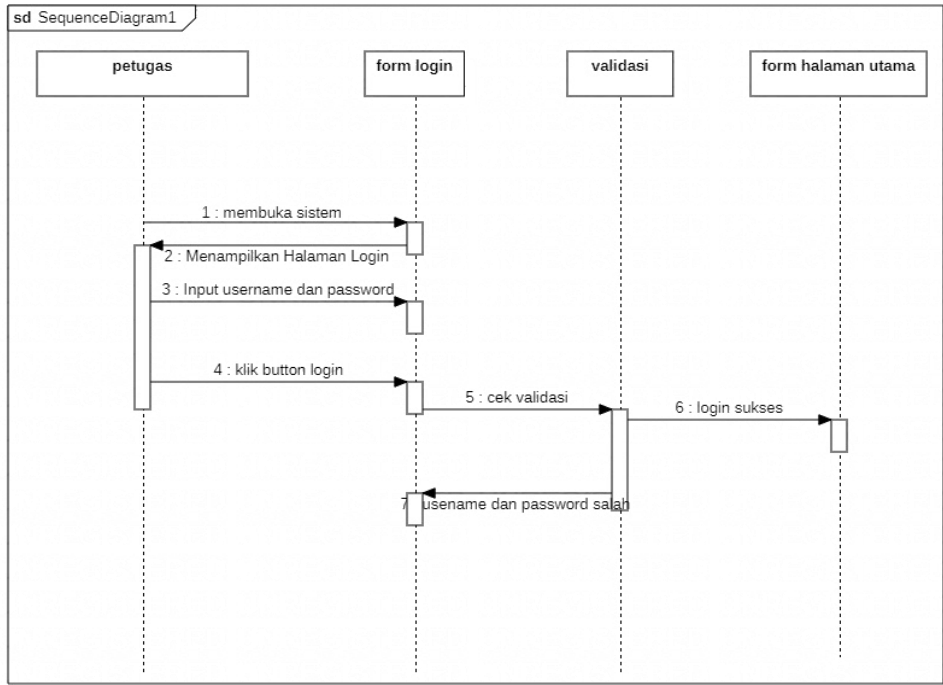 sd SequenceDiagram1
petugas
form login
validasi
form halaman utama
1 : membuka sistem
2 : Menampilkan Halaman Login
3 : Input username dan password
4 : klik button login
5 : cek validasi
6 : login sukses
7 : usename dan password salah